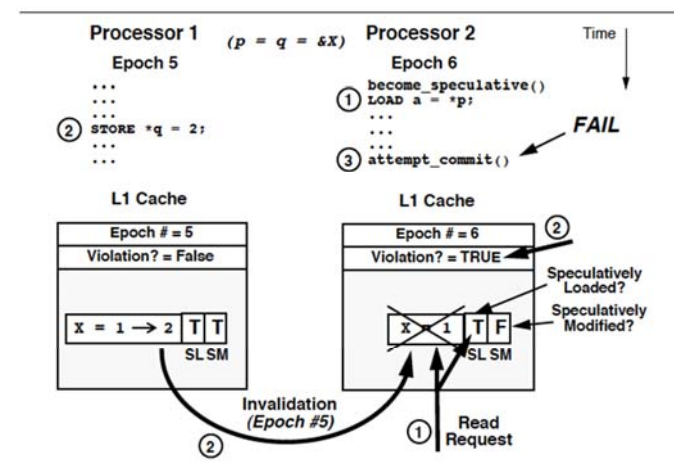 Processor 1
(p = q = &X)
Processor 2
Time
Epoch 5
Epoch 6
...
...
...
② STORE *q = 2;
...
...
become_speculative()
① LOAD a = *p;
...
...
③ attempt_commit()
FAIL
L1 Cache
Epoch # = 5
Violation? = False
X = 1 → 2 T T
SL SM
L1 Cache
Epoch # = 6
②
Violation? = TRUE
Speculatively
Loaded?
X = 1 T F
Speculatively
Modified?
SL SM
Invalidation
(Epoch #5)
②
①
Read
Request